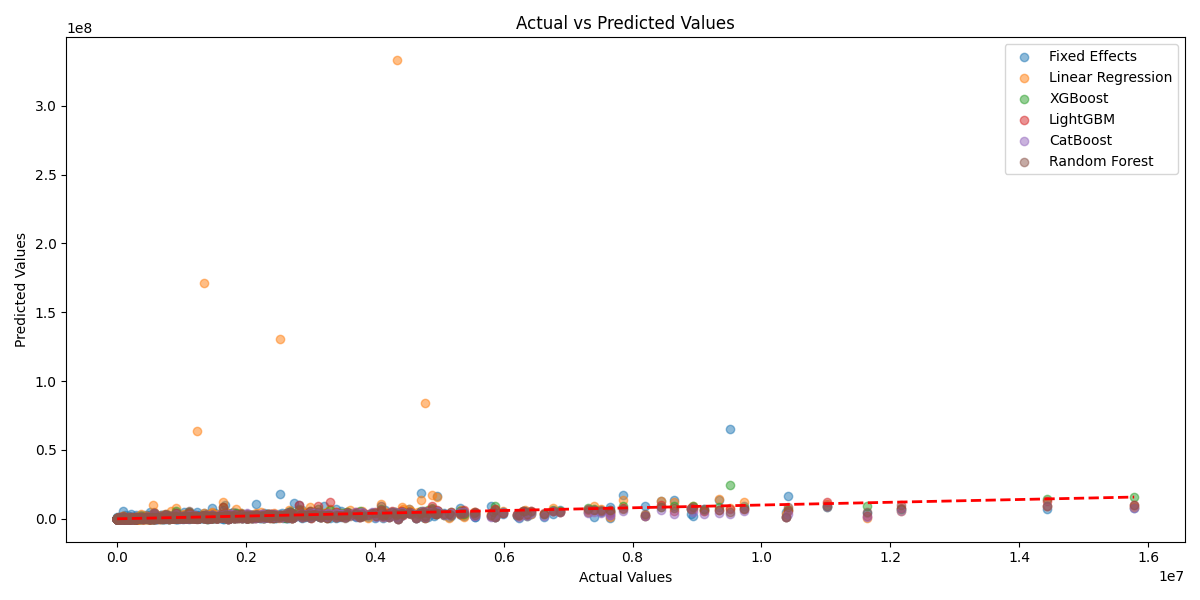 Actual vs Predicted Values
1e8
Fixed Effects
Linear Regression
XGBoost
LightGBM
CatBoost
Random Forest
3.0
2.5
2.0
1.5
1.0
0.5
0.0
Predicted Values
0.0 0.2 0.4 0.6 0.8 1.0 1.2 1.4 1.6
1e7
Actual Values